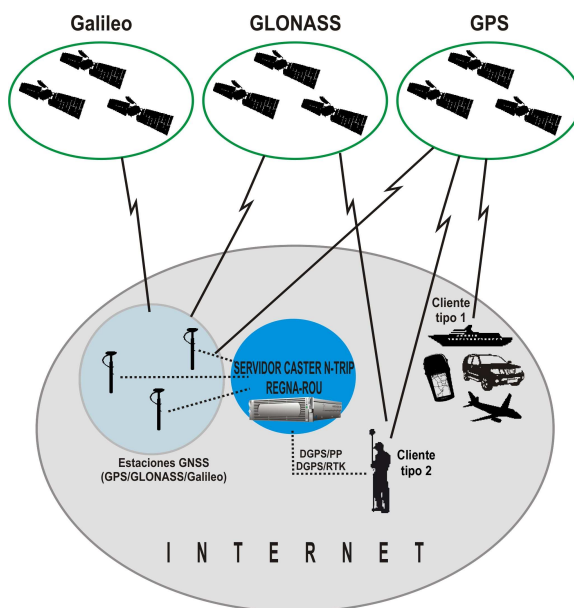 Galileo
GLONASS
GPS
Cliente
tipo 1
SERVIDOR CASTER N-TRIP
REGNA-ROU
Estaciones GNSS
(GPS/GLONASS/Galileo)
DGPS/PP
DGPS/RTK
Cliente
tipo 2
I N T E R N E T